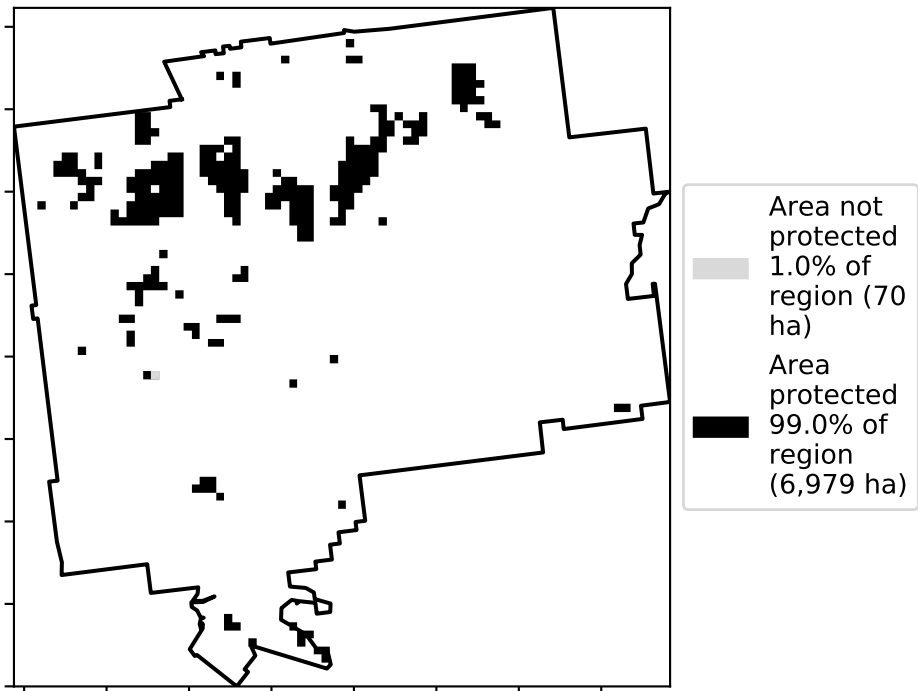 Area not
protected
1.0% of
region (70
ha)
Area
protected
99.0% of
region
(6,979 ha)